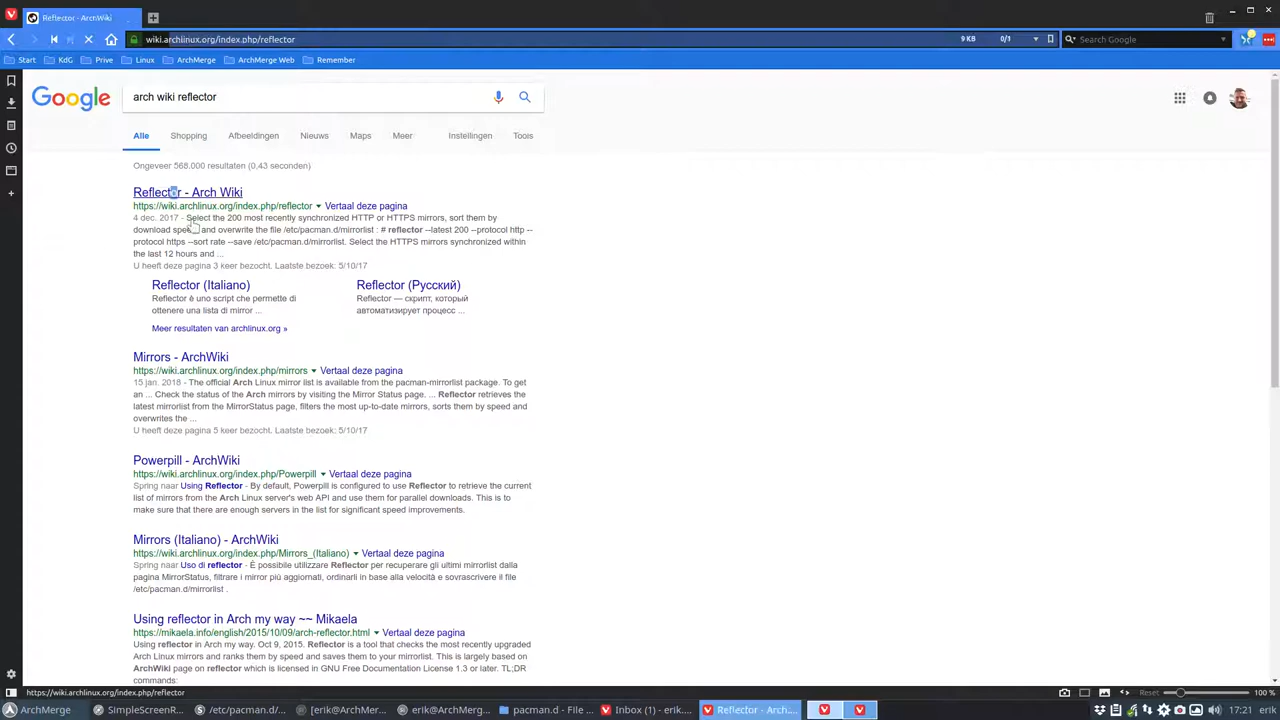 Reflector - ArchWiki
wiki.archlinux.org/index.php/reflector
9 KB
0/1
Search Google
Start
KdG
Prive
Linux
ArchMerge
ArchMerge Web
Remember
Google
arch wiki reflector
Alle
Shopping
Afbeeldingen
Nieuws
Maps
Meer
Instellingen
Tools
Ongeveer 568.000 resultaten (0,43 seconden)
Reflector - Arch Wiki
https://wiki.archlinux.org/index.php/reflector Vertaal deze pagina
4 dec. 2017 - Select the 200 most recently synchronized HTTP or HTTPS mirrors, sort them by
download speed and overwrite the file /etc/pacman.d/mirrorlist : # reflector --latest 200 --protocol http --
protocol https --sort rate --save /etc/pacman.d/mirrorlist. Select the HTTPS mirrors synchronized within
the last 12 hours and ...
U heeft deze pagina 3 keer bezocht. Laatste bezoek: 5/10/17
Reflector (Italiano)
Reflector è uno script che permette di
ottenere una lista di mirror ...
Reflector (Русский)
Reflector — скрипт, который
автоматизирует процесс ...
Meer resultaten van archlinux.org »
Mirrors - ArchWiki
https://wiki.archlinux.org/index.php/mirrors Vertaal deze pagina
15 jan. 2018 - The official Arch Linux mirror list is available from the pacman-mirrorlist package. To get
an ... Check the status of the Arch mirrors by visiting the Mirror Status page. ... Reflector retrieves the
latest mirrorlist from the MirrorStatus page, filters the most up-to-date mirrors, sorts them by speed and
overwrites the ...
U heeft deze pagina 5 keer bezocht. Laatste bezoek: 5/10/17
Powerpill - ArchWiki
https://wiki.archlinux.org/index.php/Powerpill Vertaal deze pagina
Spring naar Using Reflector - By default, Powerpill is configured to use Reflector to retrieve the current
list of mirrors from the Arch Linux server's web API and use them for parallel downloads. This is to
make sure that there are enough servers in the list for significant speed improvements.
Mirrors (Italiano) - ArchWiki
https://wiki.archlinux.org/index.php/Mirrors_(Italiano) Vertaal deze pagina
Spring naar Uso di reflector - È possibile utilizzare Reflector per recuperare gli ultimi mirrorlist dalla
pagina MirrorStatus, filtrare i mirror più aggiornati, ordinarli in base alla velocità e sovrascrivere il file
/etc/pacman.d/mirrorlist .
Using reflector in Arch my way ~~ Mikaela
https://mikaela.info/english/2015/10/09/arch-reflector.html Vertaal deze pagina
Using reflector in Arch my way. Oct 9, 2015. Reflector is a tool that checks the most recently upgraded
Arch Linux mirrors and ranks them by speed and saves them to your mirrorlist. This is largely based on
ArchWiki page on reflector which is licensed in GNU Free Documentation License 1.3 or later. TL;DR
commands:
https://wiki.archlinux.org/index.php/reflector
Reset
100 %
ArchMerge
SimpleScreenR...
/etc/pacman.d/...
[erik@ArchMer...
erik@ArchMerg...
pacman.d - File ...
Inbox (1) - erik....
Reflector - Arch...
17:21
erik